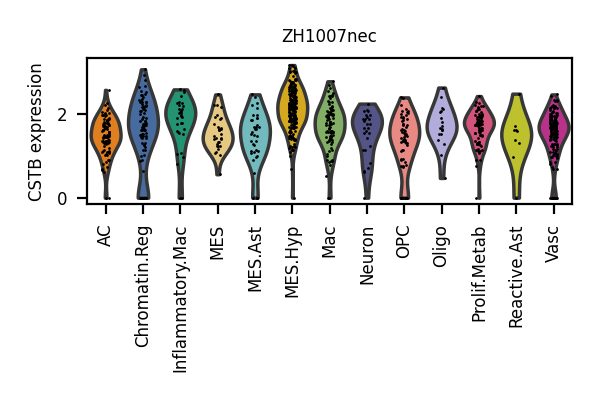 ZH1007nec
CSTB expression
2
0
AC
Chromatin.Reg
Inflammatory.Mac
MES
MES.Ast
MES.Hyp
Mac
Neuron
OPC
Oligo
Prolif.Metab
Reactive.Ast
Vasc